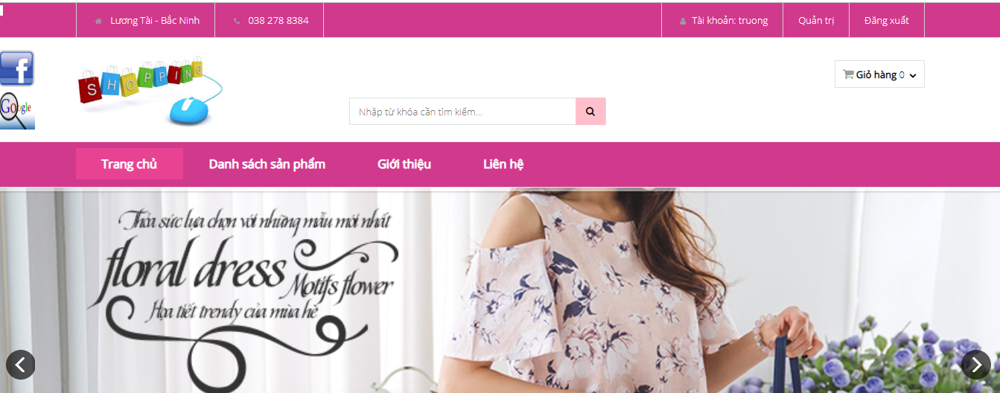 Lương Tài - Bắc Ninh
038 278 8384
Tài khoản: truong
Quản trị
Đăng xuất
f
SHOPPING
Giỏ hàng 0
Google
Nhập từ khóa cần tìm kiếm...
Trang chủ
Danh sách sản phẩm
Giới thiệu
Liên hệ
Thỏa sức lựa chọn với những mẫu mới nhất
floral dress
Motifs flower
Họa tiết trendy của mùa hè